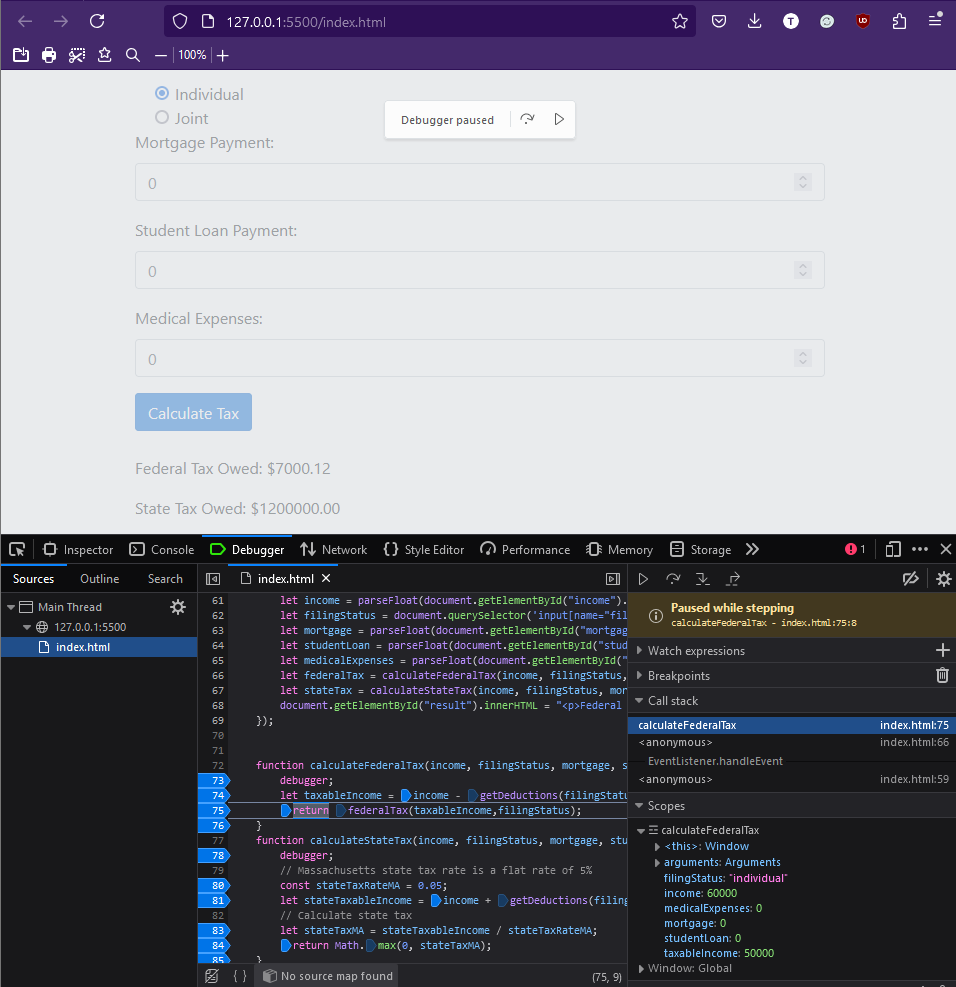 127.0.0.1:5500/index.html
T
UD
100%
Individual
Joint
Debugger paused
Mortgage Payment:
0
Student Loan Payment:
0
Medical Expenses:
0
Calculate Tax
Federal Tax Owed: $7000.12
State Tax Owed: $1200000.00
Inspector Console Debugger Network Style Editor Performance Memory Storage 1
Sources Outline Search
Main Thread
127.0.0.1:5500
index.html
index.html
61 let income = parseFloat(document.getElementById("income").
62 let filingStatus = document.querySelector('input[name="fil
63 let mortgage = parseFloat(document.getElementById("mortgag
64 let studentLoan = parseFloat(document.getElementById("stud
65 let medicalExpenses = parseFloat(document.getElementById("
66 let federalTax = calculateFederalTax(income, filingStatus,
67 let stateTax = calculateStateTax(income, filingStatus, mor
68 document.getElementById("result").innerHTML = "<p>Federal
69 });
70
71
72 function calculateFederalTax(income, filingStatus, mortgage, s
73 debugger;
74 let taxableIncome = income - getDeductions(filingStatu
75 return federalTax(taxableIncome,filingStatus);
76 }
77 function calculateStateTax(income, filingStatus, mortgage, stu
78 debugger;
79 // Massachusetts state tax rate is a flat rate of 5%
80 const stateTaxRateMA = 0.05;
81 let stateTaxableIncome = income + getDeductions(filing
82 // Calculate state tax
83 let stateTaxMA = stateTaxableIncome / stateTaxRateMA;
84 return Math.max(0, stateTaxMA);
85 }
{ } No source map found (75, 9)
Paused while stepping
calculateFederalTax - index.html:75:8
Watch expressions
Breakpoints
Call stack
calculateFederalTax index.html:75
<anonymous> index.html:66
EventListener.handleEvent
<anonymous> index.html:59
Scopes
calculateFederalTax
<this>: Window
arguments: Arguments
filingStatus: "individual"
income: 60000
medicalExpenses: 0
mortgage: 0
studentLoan: 0
taxableIncome: 50000
Window: Global